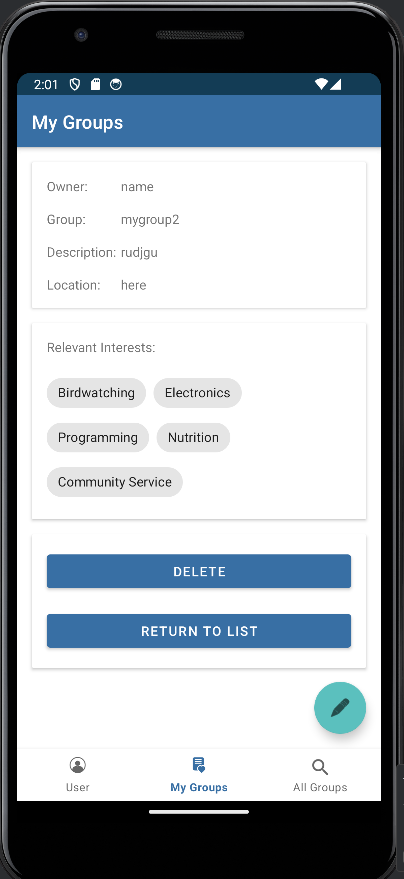 2:01
My Groups
Owner: name
Group: mygroup2
Description: rudjgu
Location: here
Relevant Interests:
Birdwatching Electronics
Programming Nutrition
Community Service
DELETE
RETURN TO LIST
User My Groups All Groups